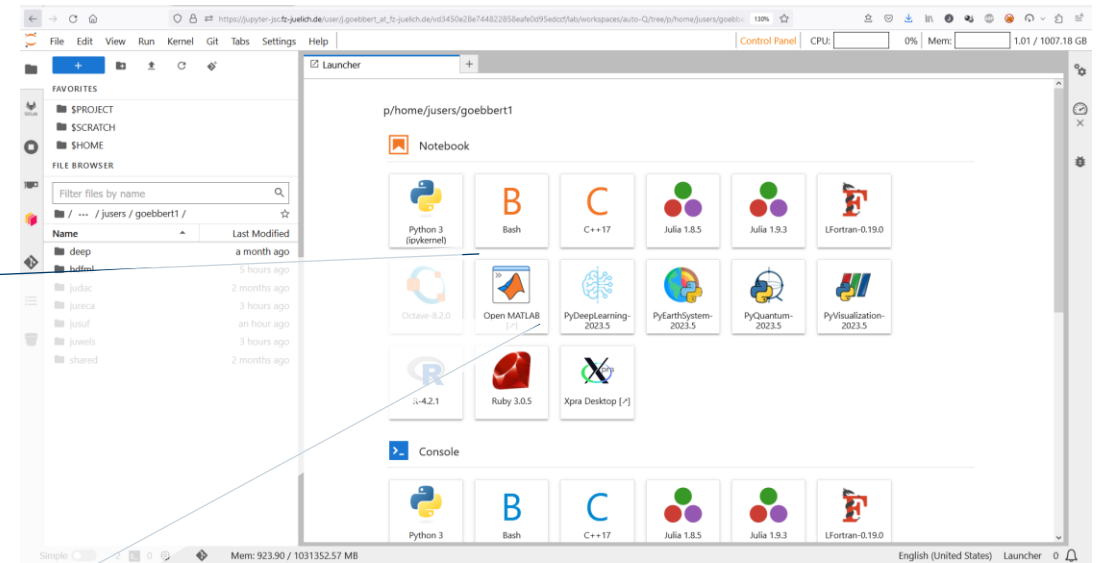 https://jupyter-jsc.fz-juelich.de/user/j.goebbert_at_fz-juelich.de/vd3450e28e744822858eafe0d95edccf/lab/workspaces/auto-Q/tree/p/home/jusers/goebb 130%
File Edit View Run Kernel Git Tabs Settings Help Control Panel CPU: 0% Mem: 1.01 / 1007.18 GB
Launcher
FAVORITES
$PROJECT
$SCRATCH
$HOME
FILE BROWSER
Filter files by name
/ ··· / jusers / goebbert1 /
Name Last Modified
deep a month ago
hdfml 5 hours ago
judac 2 months ago
jureca 3 hours ago
jusuf an hour ago
juwels 3 hours ago
shared 2 months ago
p/home/jusers/goebbert1
Notebook
Python 3 (ipykernel)
Bash
C++17
Julia 1.8.5
Julia 1.9.3
LFortran-0.19.0
Octave-8.2.0
Open MATLAB [↗]
PyDeepLearning-2023.5
PyEarthSystem-2023.5
PyQuantum-2023.5
PyVisualization-2023.5
R-4.2.1
Ruby 3.0.5
Xpra Desktop [↗]
Console
Python 3
Bash
C++17
Julia 1.8.5
Julia 1.9.3
LFortran-0.19.0
Simple 2 0 Mem: 923.90 / 1031352.57 MB English (United States) Launcher 0